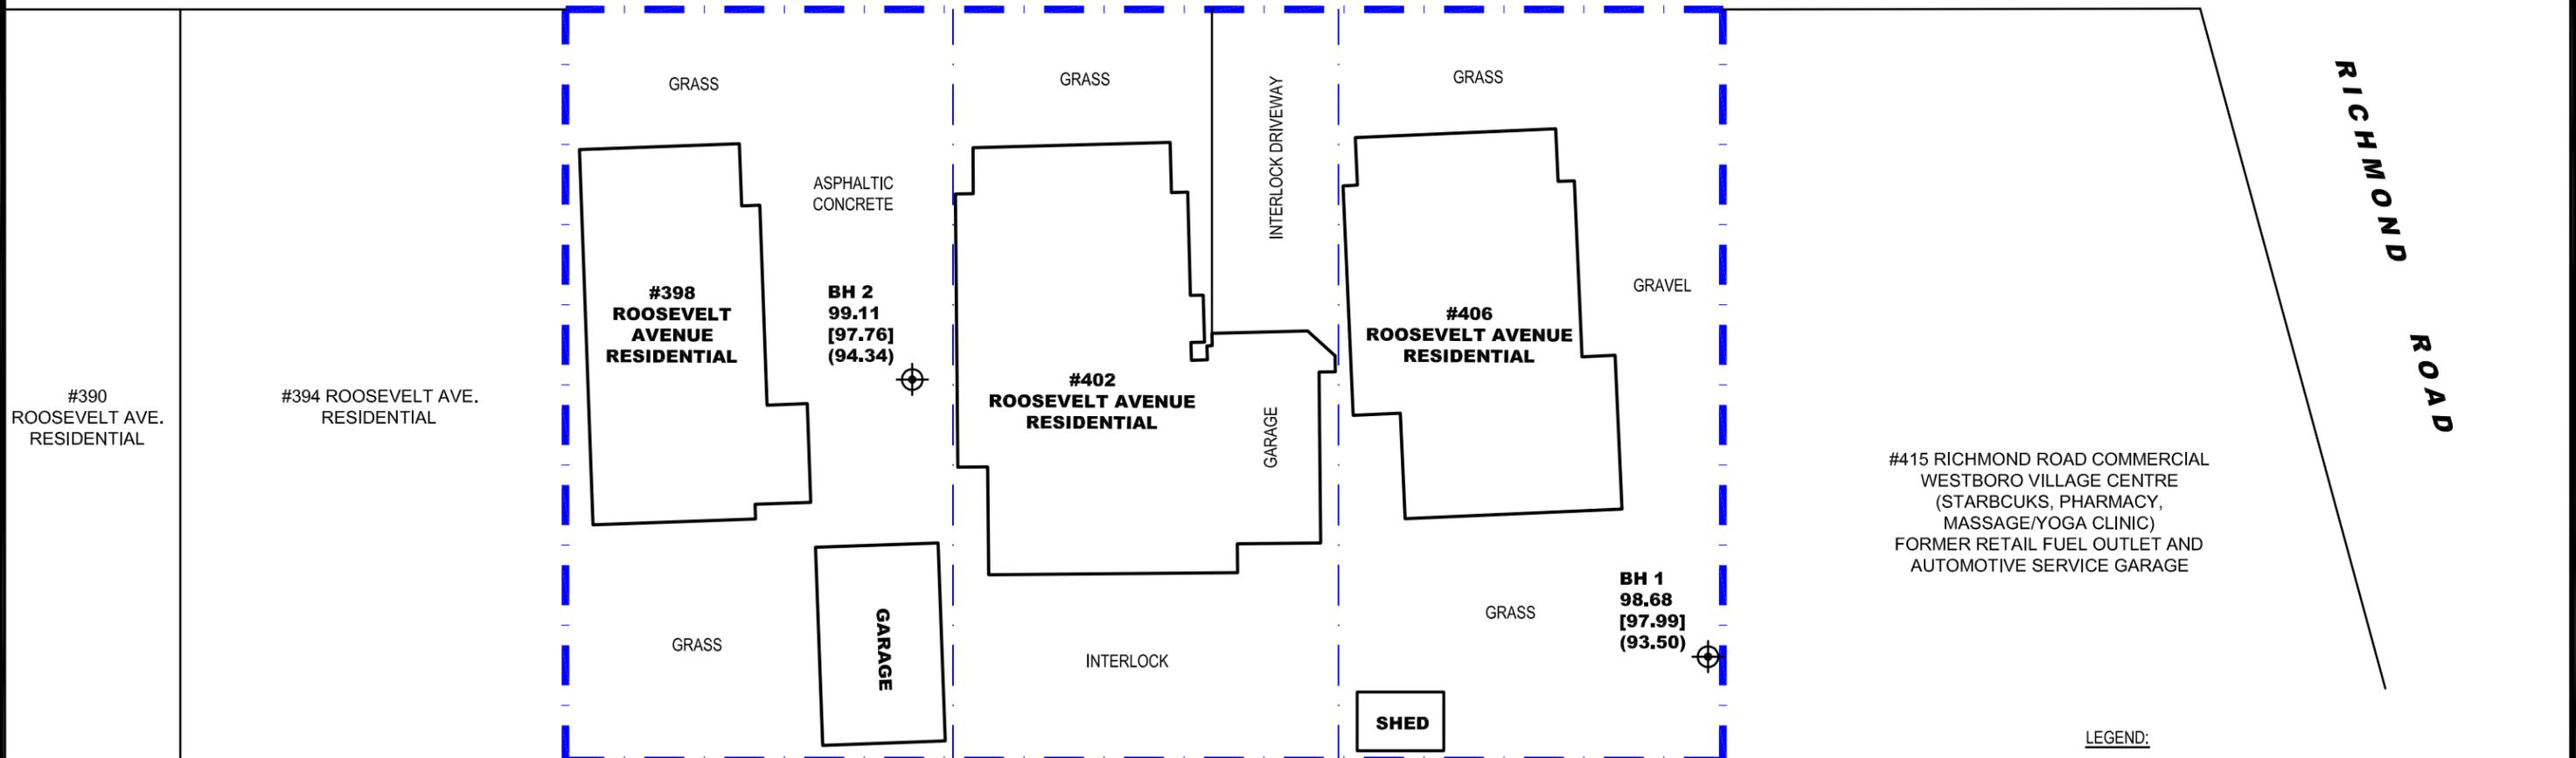 GRASS
GRASS
GRASS
INTERLOCK DRIVEWAY
ASPHALTIC
CONCRETE
#398
ROOSEVELT
AVENUE
RESIDENTIAL
BH 2
99.11
[97.76]
(94.34)
#402
ROOSEVELT AVENUE
RESIDENTIAL
GARAGE
#406
ROOSEVELT AVENUE
RESIDENTIAL
GRAVEL
RICHMOND ROAD
#390
ROOSEVELT AVE.
RESIDENTIAL
#394 ROOSEVELT AVE.
RESIDENTIAL
#415 RICHMOND ROAD COMMERCIAL
WESTBORO VILLAGE CENTRE
(STARBCUKS, PHARMACY,
MASSAGE/YOGA CLINIC)
FORMER RETAIL FUEL OUTLET AND
AUTOMOTIVE SERVICE GARAGE
BH 1
98.68
[97.99]
(93.50)
GRASS
GARAGE
INTERLOCK
GRASS
SHED
LEGEND: